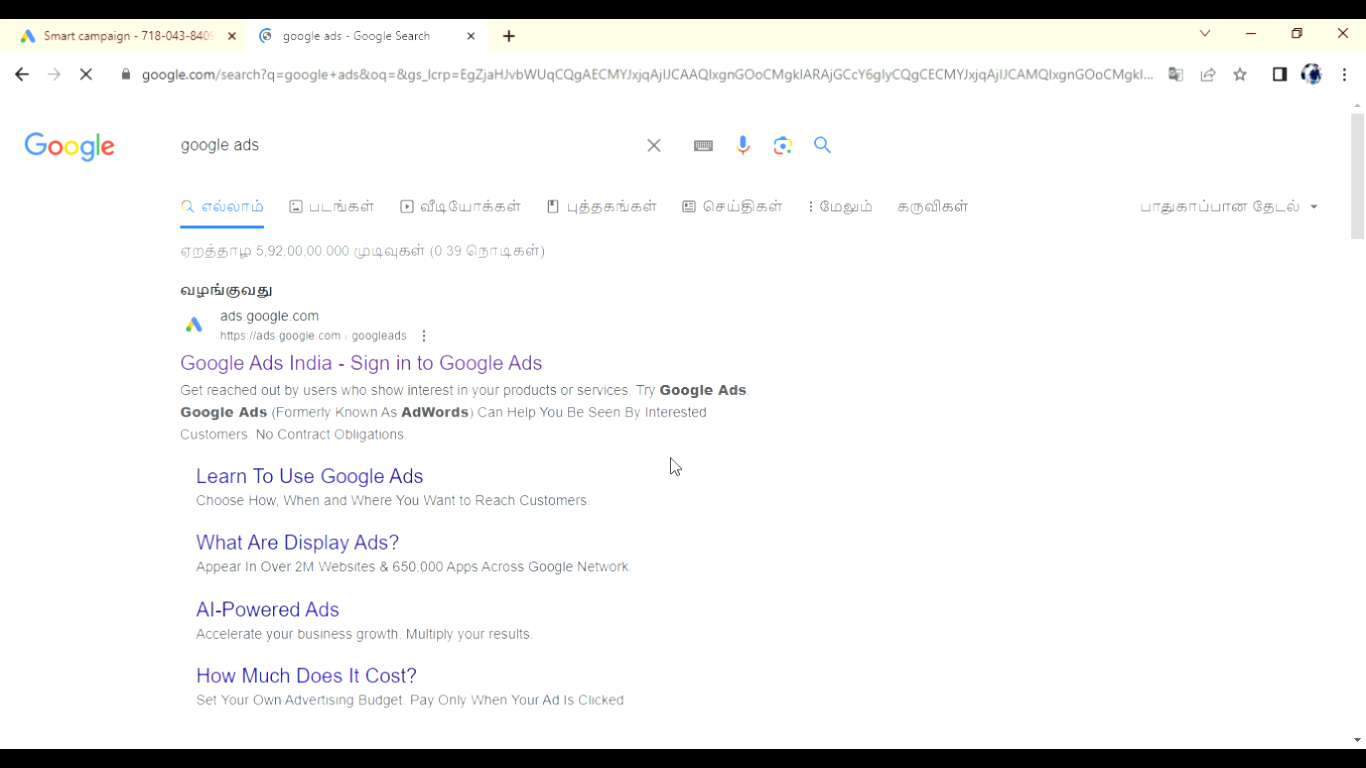 Smart campaign - 718-043-8409
google ads - Google Search
google.com/search?q=google+ads&oq=&gs_lcrp=EgZjaHJvbWUqCQgAECMYJxjqAjIJCAAQIxgnGOoCMgkIARAjGCcY6gIyCQgCECMYJxjqAjIJCAMQIxgnGOoCMgkI...
Google
google ads
எல்லாம் படங்கள் வீடியோக்கள் புத்தகங்கள் செய்திகள் மேலும் கருவிகள் பாதுகாப்பான தேடல்
ஏறத்தாழ 5,92,00,00,000 முடிவுகள் (0.39 நொடிகள்)
வழங்குவது
ads.google.com
https://ads.google.com › googleads
Google Ads India - Sign in to Google Ads
Get reached out by users who show interest in your products or services. Try Google Ads.
Google Ads (Formerly Known As AdWords) Can Help You Be Seen By Interested
Customers. No Contract Obligations.
Learn To Use Google Ads
Choose How, When and Where You Want to Reach Customers.
What Are Display Ads?
Appear In Over 2M Websites & 650,000 Apps Across Google Network.
AI-Powered Ads
Accelerate your business growth. Multiply your results.
How Much Does It Cost?
Set Your Own Advertising Budget. Pay Only When Your Ad Is Clicked